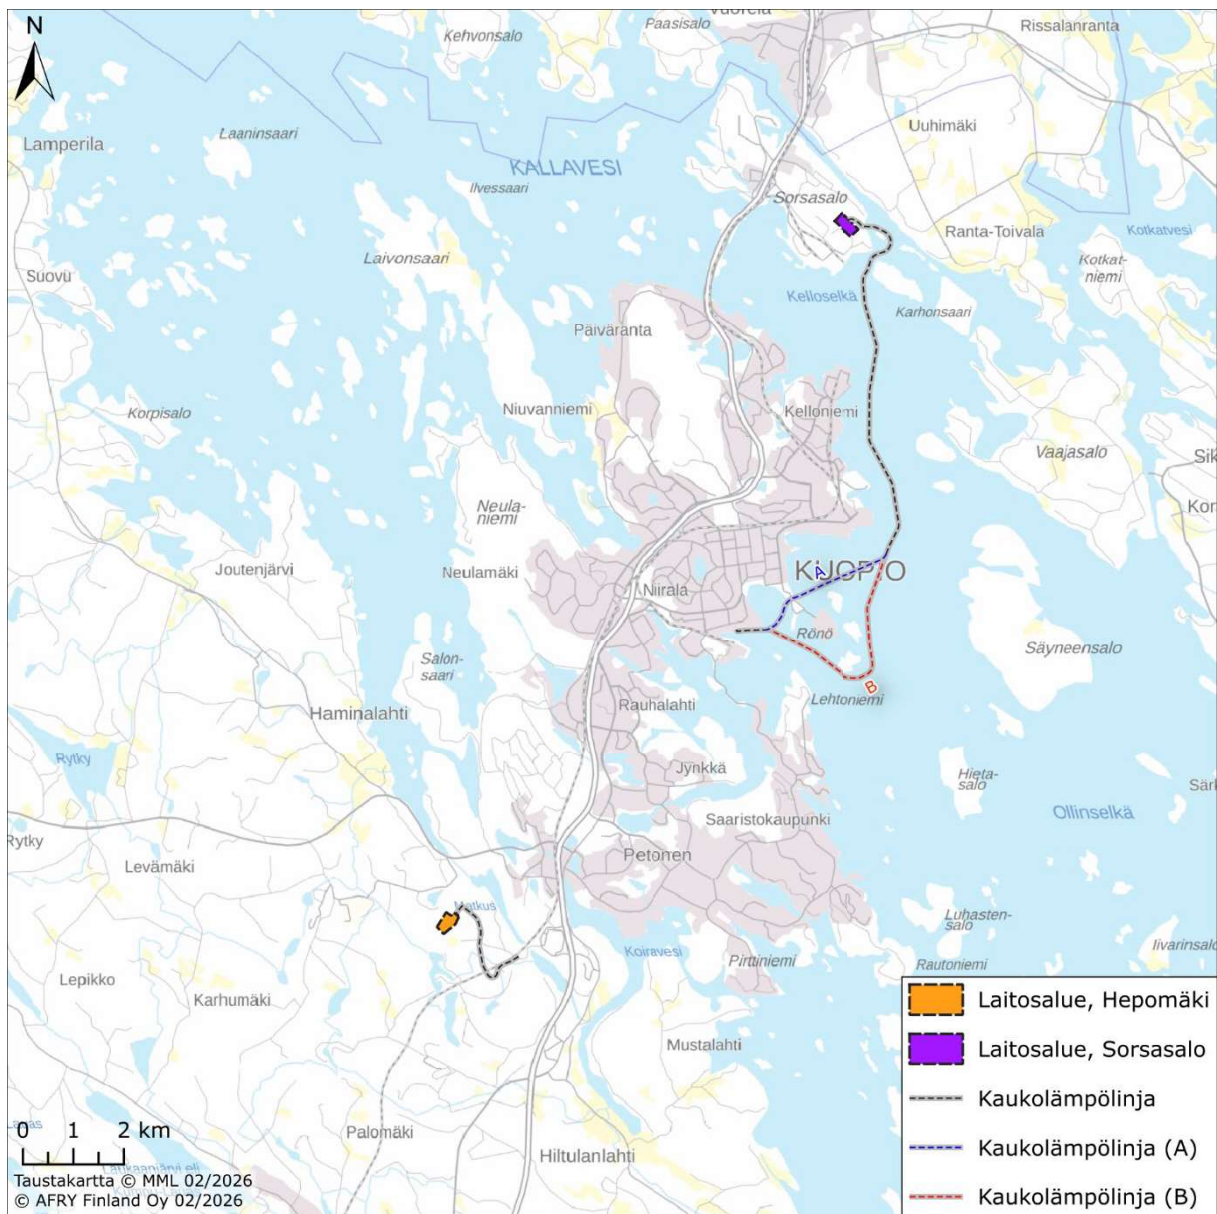 N
Kehvonsalo
Paasisalo
Vuorela
Rissalanranta
Lamperila
Laaninsaari
KALLAVESI
Uuhimäki
Ilvessaari
Sorsasalo
Ranta-Toivala
Kotkatvesi
Suovu
Laivonsaari
Kotkat-
niemi
Kelloselkä
Karhonsaari
Päiväranta
Korpisalo
Niuvanniemi
Kelloniemi
Vaajasalo
Sik
Kor
Neula-
niemi
Joutenjärvi
Neulamäki
KUOPIO
A
Niirala
Rönö
Säyneensalo
Salon-
saari
B
Lehtoniemi
Rauhalahti
Haminalahti
Rytky
Jynkkä
Hieta-
salo
Särk
Saaristokaupunki
Ollinselkä
Rytky
Levämäki
Petonen
Matkus
Luhasten-
salo
Iivarinsalo
Koiravesi
Pirttiniemi
Rautoniemi
Lepikko
Karhumäki
Mustalahti
Palomäki
Hiltulanlahti
Laitosalue, Hepomäki
Laitosalue, Sorsasalo
Kaukolämpölinja
Kaukolämpölinja (A)
Kaukolämpölinja (B)
0 1 2 km
Taustakartta © MML 02/2026
© AFRY Finland Oy 02/2026